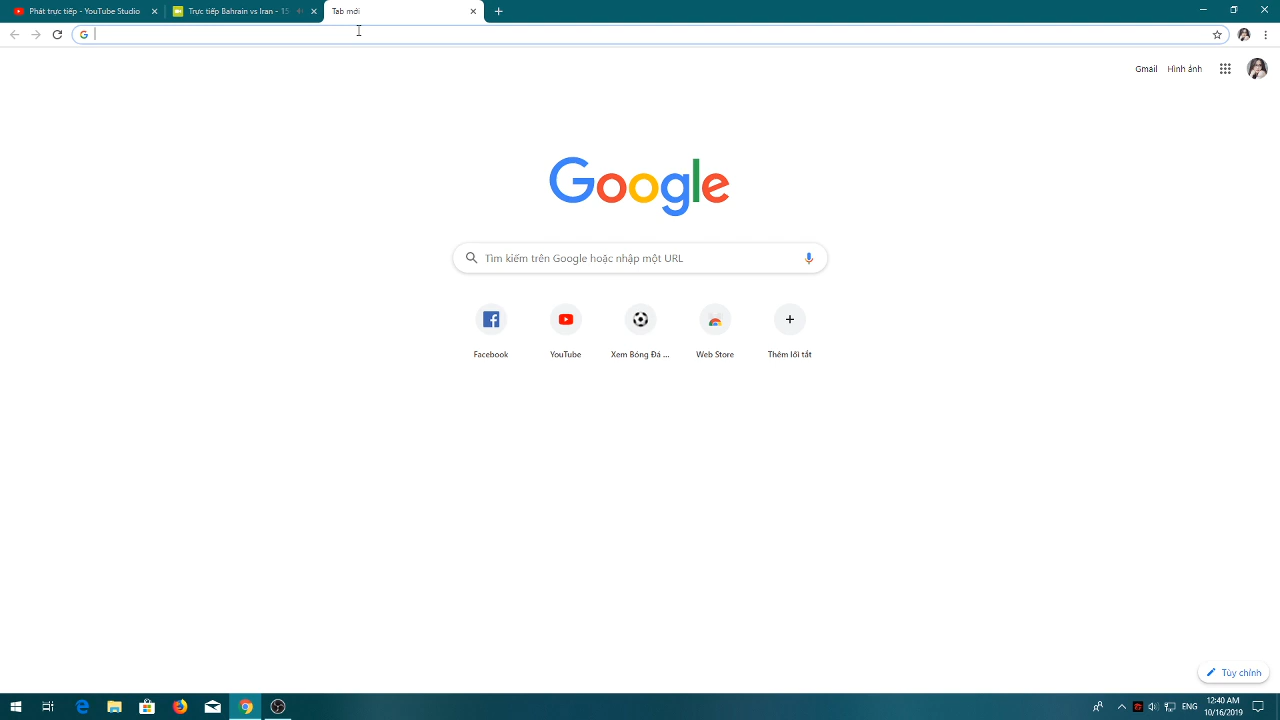 Phát trực tiếp - YouTube Studio
Trực tiếp Bahrain vs Iran - 15
Tab mới
Gmail
Hình ảnh
Google
Tìm kiếm trên Google hoặc nhập một URL
Facebook
YouTube
Xem Bóng Đá ...
Web Store
Thêm lối tắt
Tùy chỉnh
ENG
12:40 AM
10/16/2019